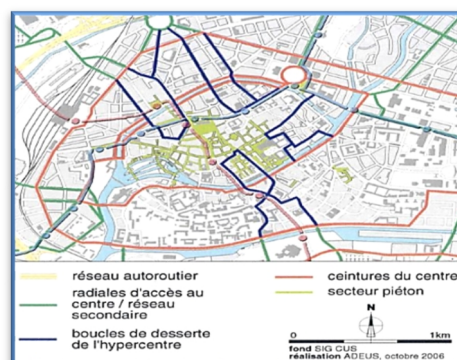 réseau autoroutier
radiales d'accès au
centre / réseau
secondaire
boucles de desserte
de l'hypercentre
ceintures du centre
secteur piéton
N
0 1km
fond SIG CUS
réalisation ADEUS, octobre 2006